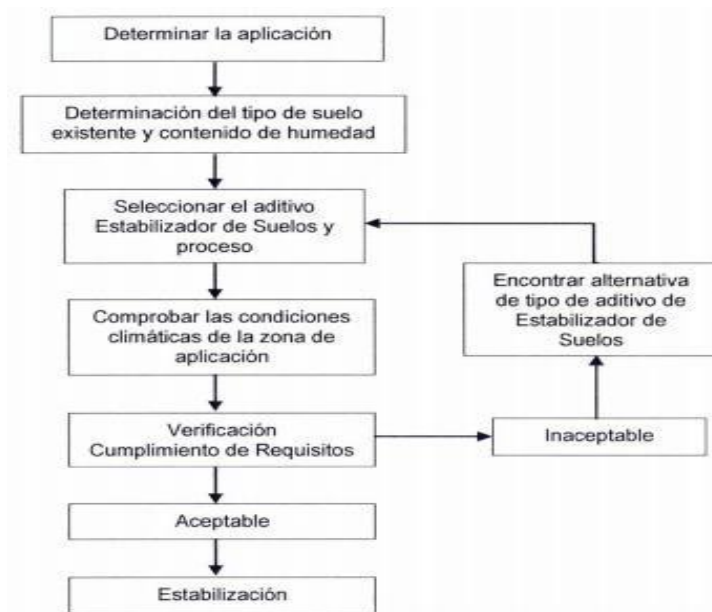 Determinar la aplicación
Determinación del tipo de suelo
existente y contenido de humedad
Seleccionar el aditivo
Estabilizador de Suelos y
proceso
Encontrar alternativa
de tipo de aditivo de
Estabilizador de
Suelos
Comprobar las condiciones
climáticas de la zona de
aplicación
Verificación
Cumplimiento de Requisitos
Inaceptable
Aceptable
Estabilización